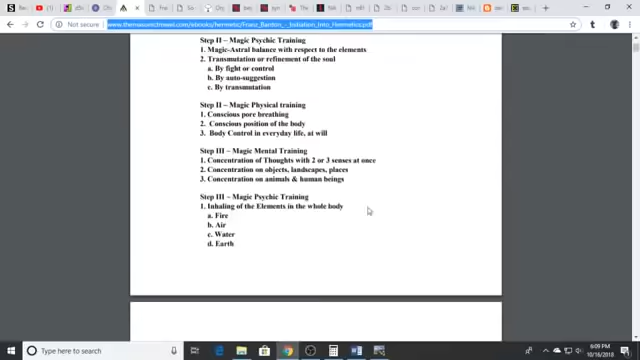 Not secure
www.themasonictrowel.com/ebooks/hermetic/Franz_Bardon_-_Initiation_Into_Hermetics.pdf
Step II – Magic Psychic Training
1. Magic-Astral balance with respect to the elements
2. Transmutation or refinement of the soul
a. By fight or control
b. By auto-suggestion
c. By transmutation
Step II – Magic Physical training
1. Conscious pore breathing
2. Conscious position of the body
3. Body Control in everyday life, at will
Step III – Magic Mental Training
1. Concentration of Thoughts with 2 or 3 senses at once
2. Concentration on objects, landscapes, places
3. Concentration on animals & human beings
Step III – Magic Psychic Training
1. Inhaling of the Elements in the whole body
a. Fire
b. Air
c. Water
d. Earth
Type here to search
6:09 PM
10/16/2018